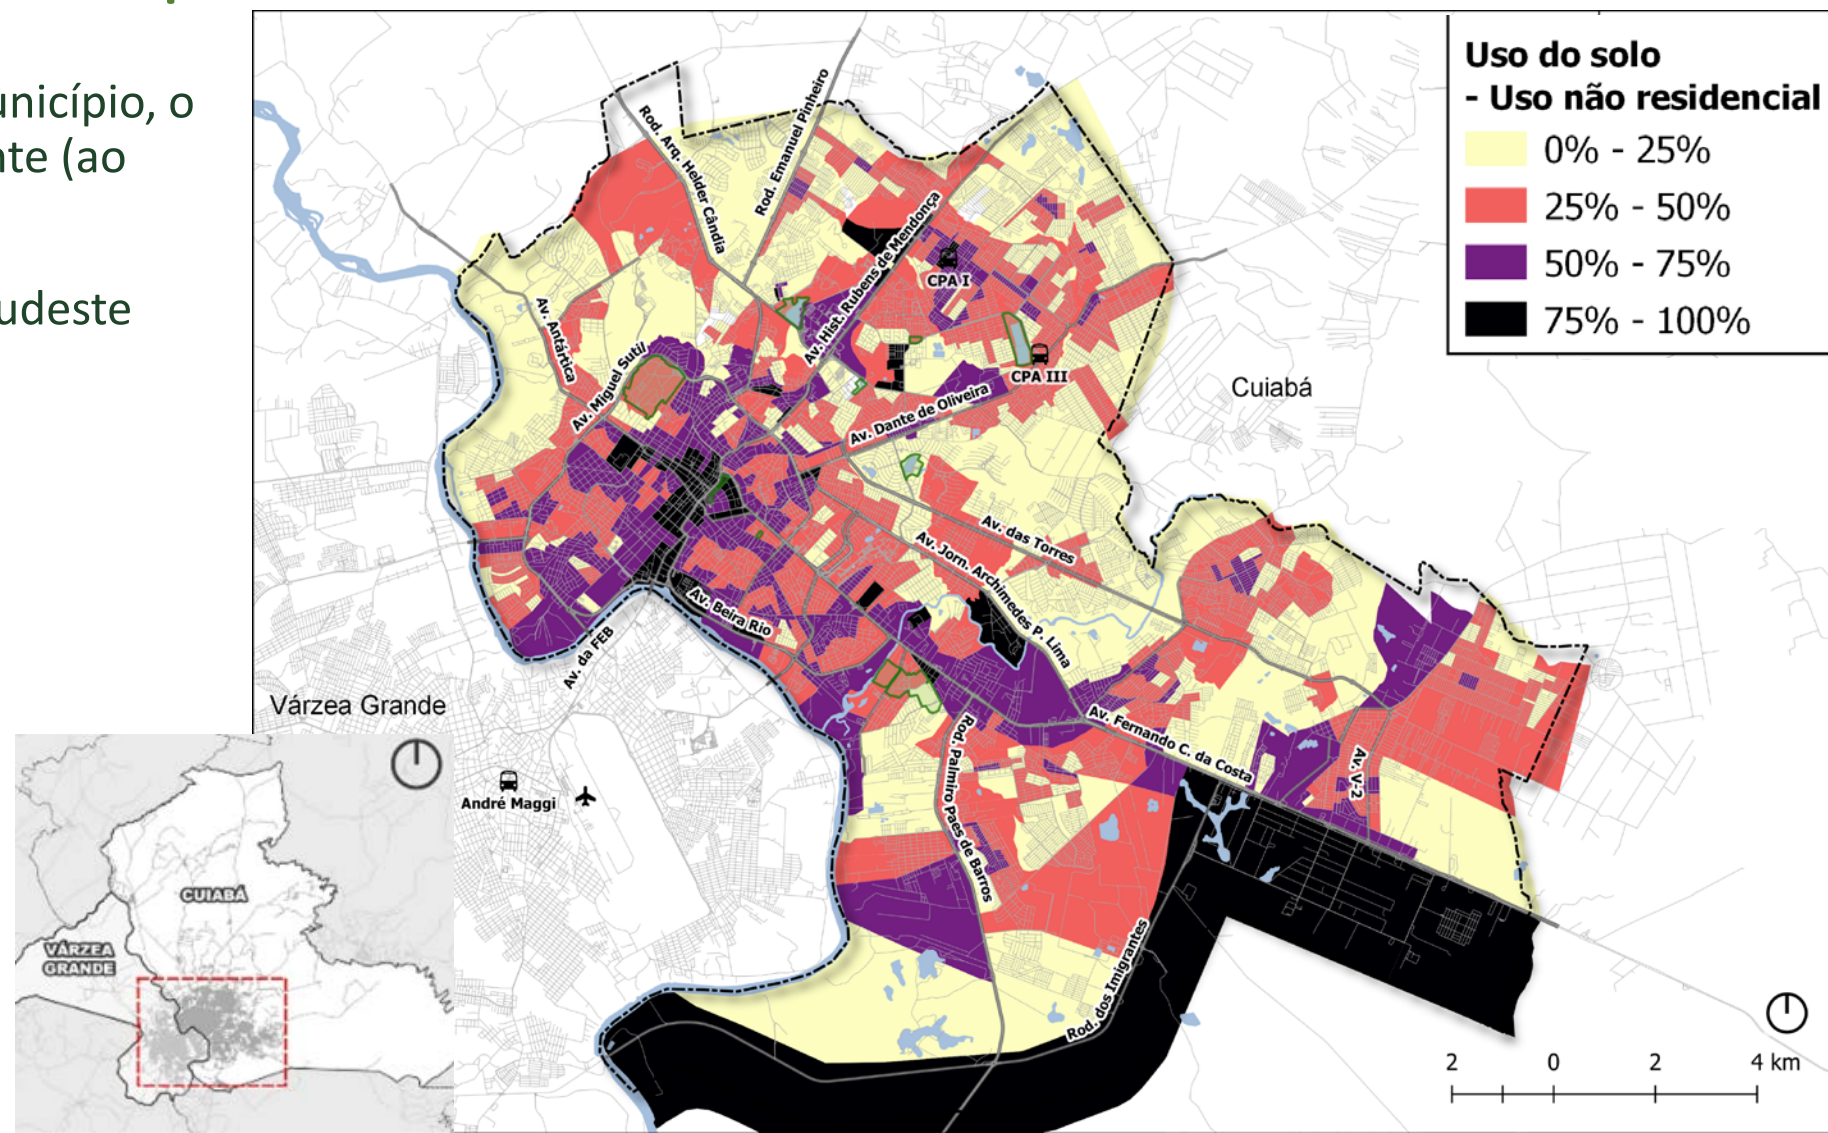 unicípio, o
nte (ao
udeste
Uso do solo
- Uso não residencial
0% - 25%
25% - 50%
50% - 75%
75% - 100%
Rod. Arq. Helder Cândia
Rod. Emanuel Pinheiro
Av. Hist. Rubens de Mendonça
CPA I
Av. Antártica
Av. Miguel Sutil
CPA III
Cuiabá
Av. Dante de Oliveira
Av. das Torres
Av. Jorn. Archimedes P. Lima
Av. Beira Rio
Av. da FEB
Várzea Grande
Av. Fernando C. da Costa
Rod. Palmiro Paes de Barros
Av. V-2
André Maggi
Rod. dos Imigrantes
CUIABÁ
VÁRZEA
GRANDE
2 0 2 4 km